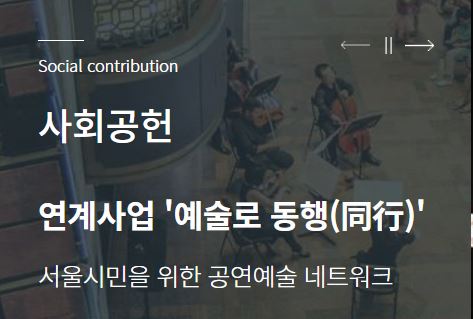 Social contribution
사회공헌
연계사업 '예술로 동행(同行)'
서울시민을 위한 공연예술 네트워크